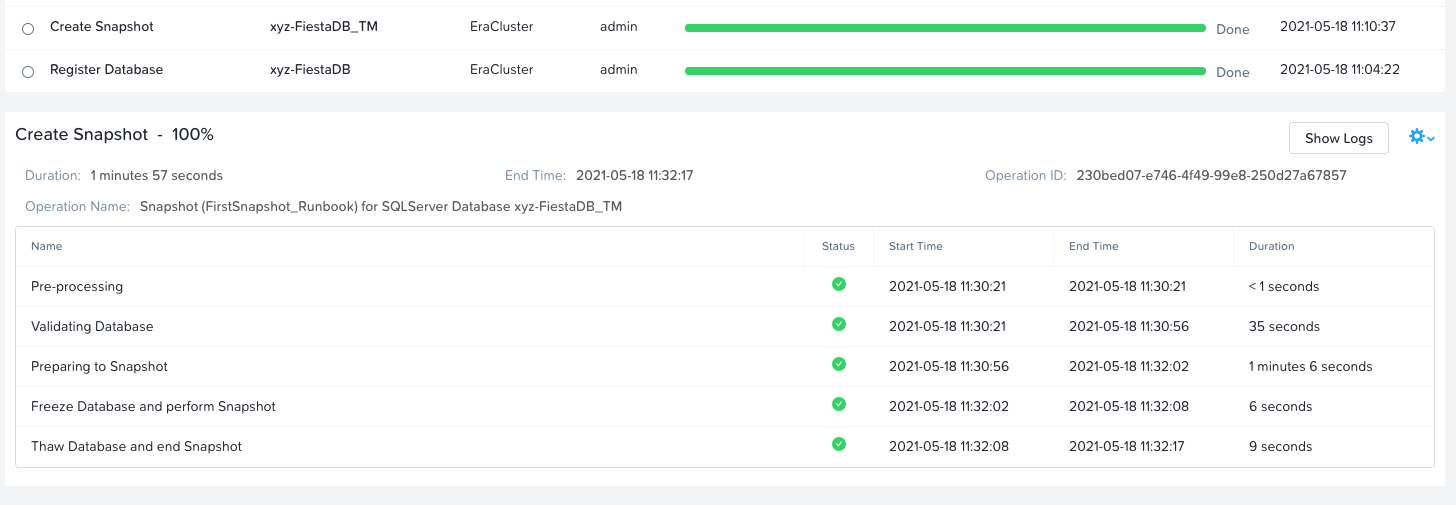 Create Snapshot xyz-FiestaDB_TM EraCluster admin Done 2021-05-18 11:10:37
Register Database xyz-FiestaDB EraCluster admin Done 2021-05-18 11:04:22
Create Snapshot - 100%
Show Logs
Duration: 1 minutes 57 seconds End Time: 2021-05-18 11:32:17 Operation ID: 230bed07-e746-4f49-99e8-250d27a67857
Operation Name: Snapshot (FirstSnapshot_Runbook) for SQLServer Database xyz-FiestaDB_TM
Name Status Start Time End Time Duration
Pre-processing 2021-05-18 11:30:21 2021-05-18 11:30:21 < 1 seconds
Validating Database 2021-05-18 11:30:21 2021-05-18 11:30:56 35 seconds
Preparing to Snapshot 2021-05-18 11:30:56 2021-05-18 11:32:02 1 minutes 6 seconds
Freeze Database and perform Snapshot 2021-05-18 11:32:02 2021-05-18 11:32:08 6 seconds
Thaw Database and end Snapshot 2021-05-18 11:32:08 2021-05-18 11:32:17 9 seconds